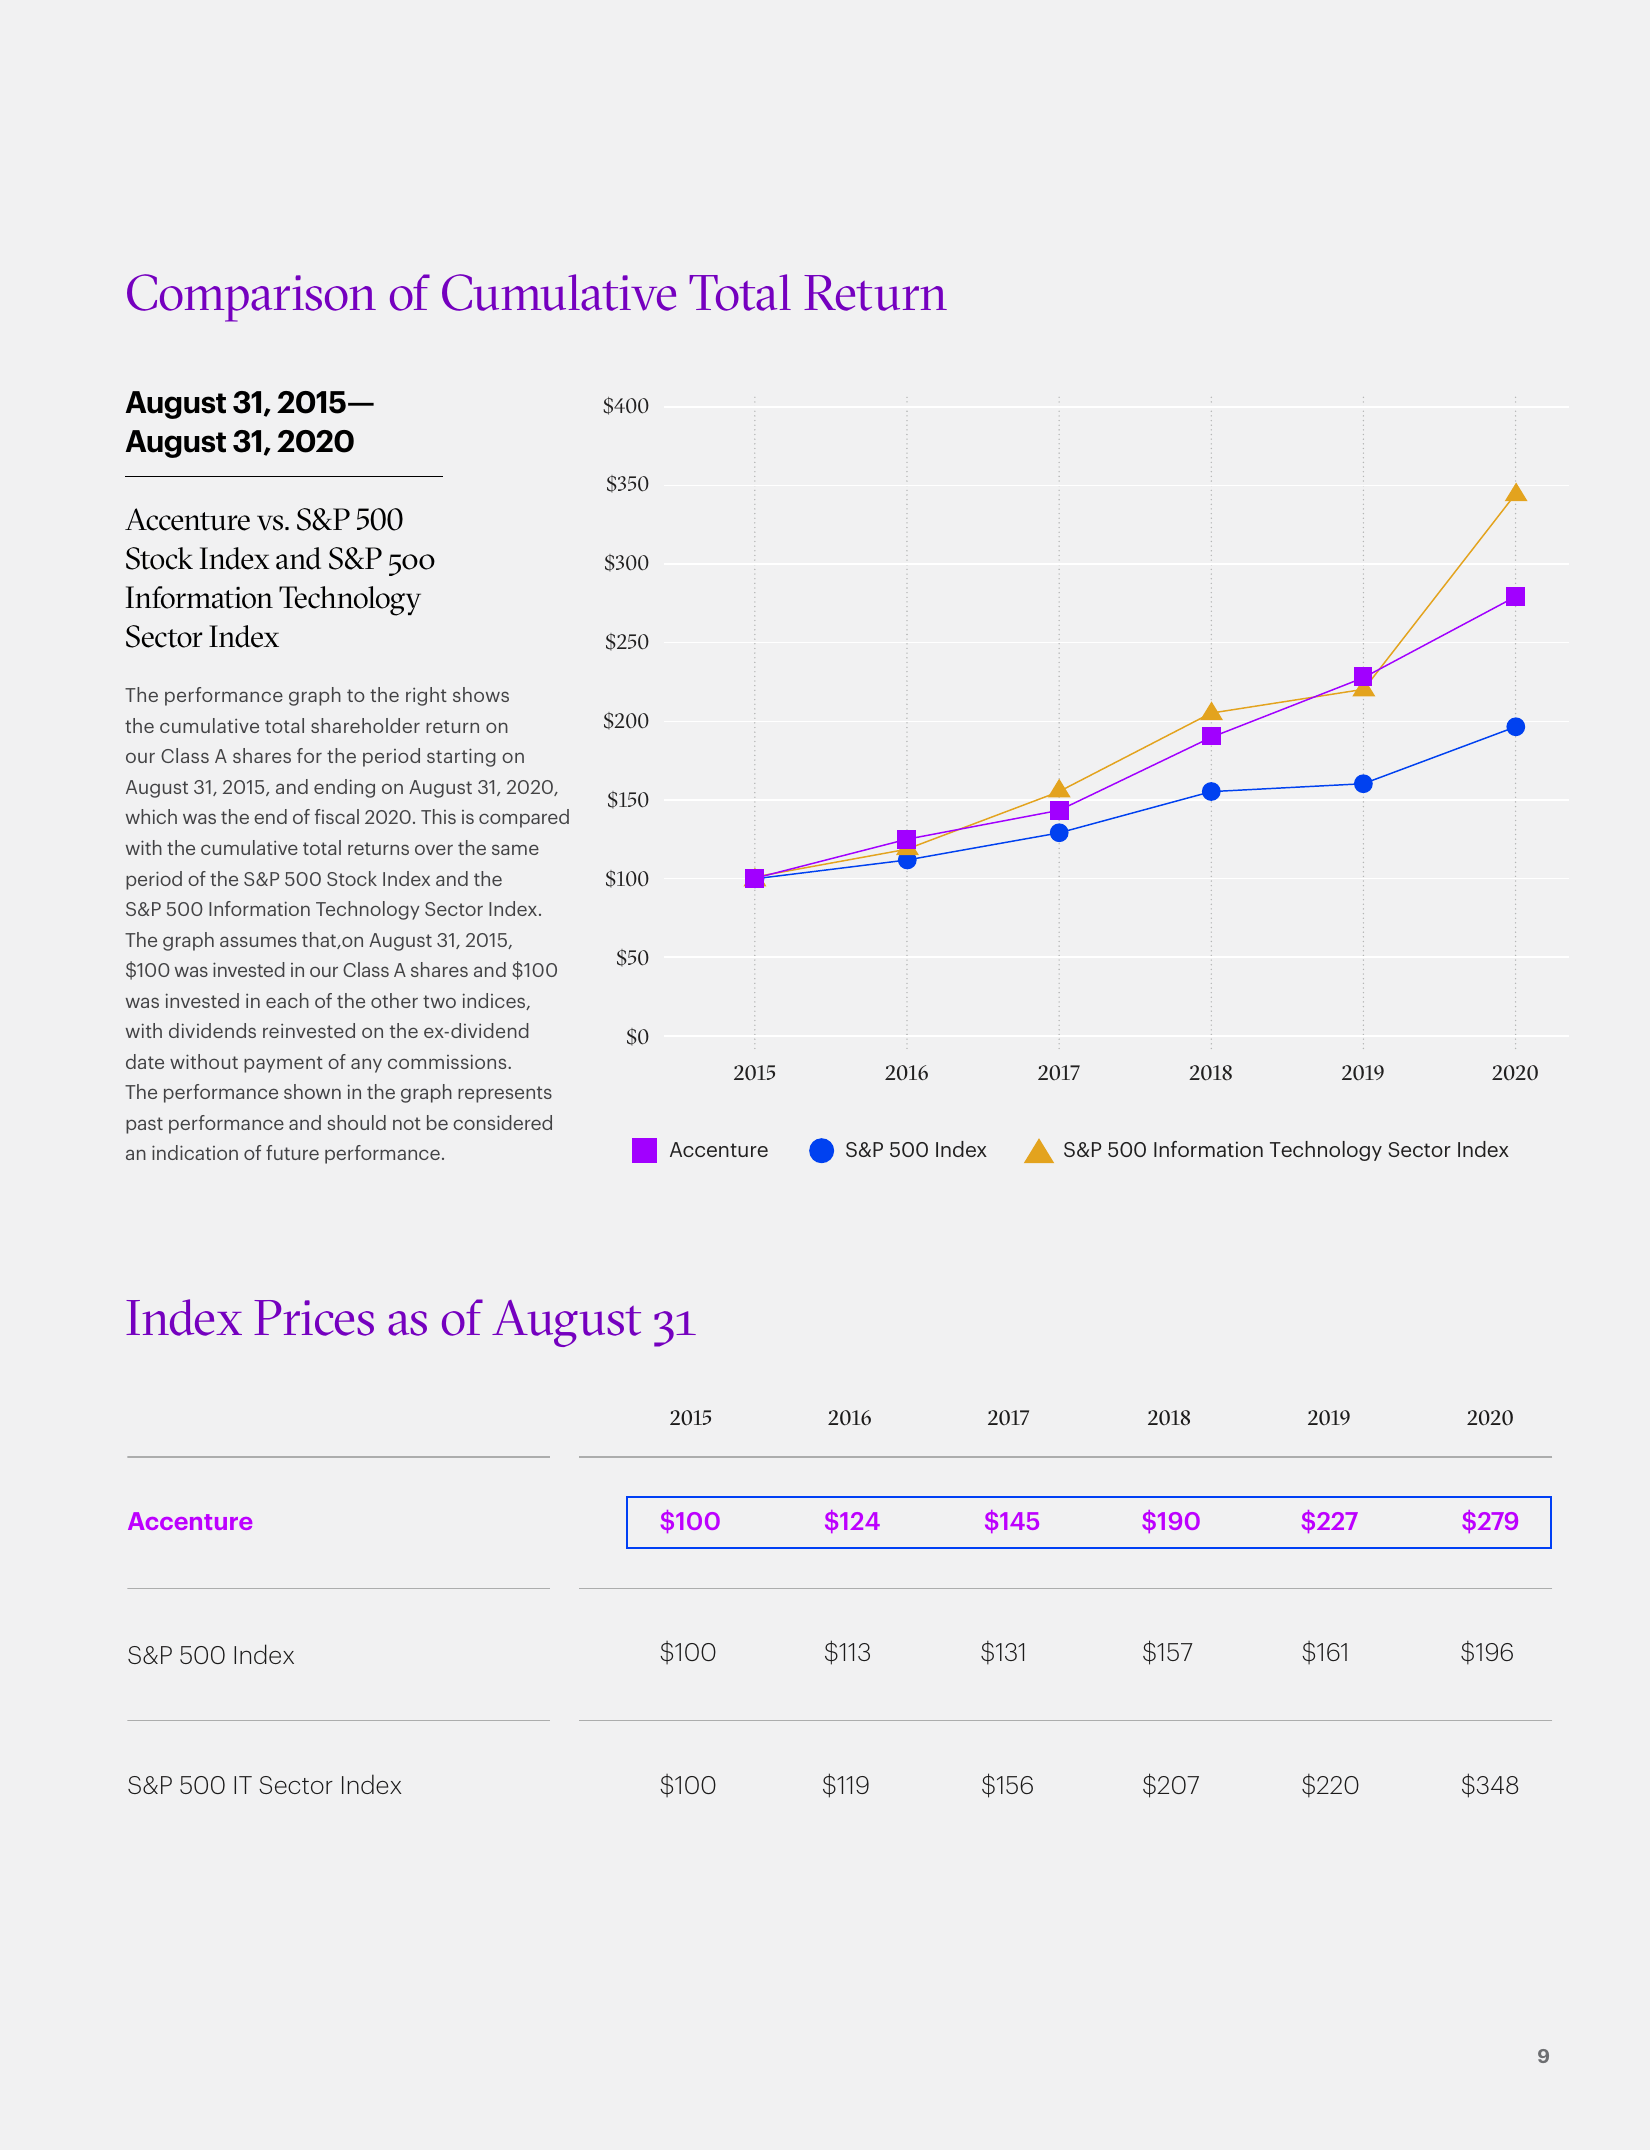 Comparison of Cumulative Total Return
August 31, 2015—
August 31, 2020
Accenture vs. S&P 500
Stock Index and S&P 500
Information Technology
Sector Index
The performance graph to the right shows
the cumulative total shareholder return on
our Class A shares for the period starting on
August 31, 2015, and ending on August 31, 2020,
which was the end of fiscal 2020. This is compared
with the cumulative total returns over the same
period of the S&P 500 Stock Index and the
S&P 500 Information Technology Sector Index.
The graph assumes that,on August 31, 2015,
$100 was invested in our Class A shares and $100
was invested in each of the other two indices,
with dividends reinvested on the ex-dividend
date without payment of any commissions.
The performance shown in the graph represents
past performance and should not be considered
an indication of future performance.
$400
$350
$300
$250
$200
$150
$100
$50
$0
2015 2016 2017 2018 2019 2020
Accenture S&P 500 Index S&P 500 Information Technology Sector Index
Index Prices as of August 31
2015 2016 2017 2018 2019 2020
Accenture $100 $124 $145 $190 $227 $279
S&P 500 Index $100 $113 $131 $157 $161 $196
S&P 500 IT Sector Index $100 $119 $156 $207 $220 $348
9